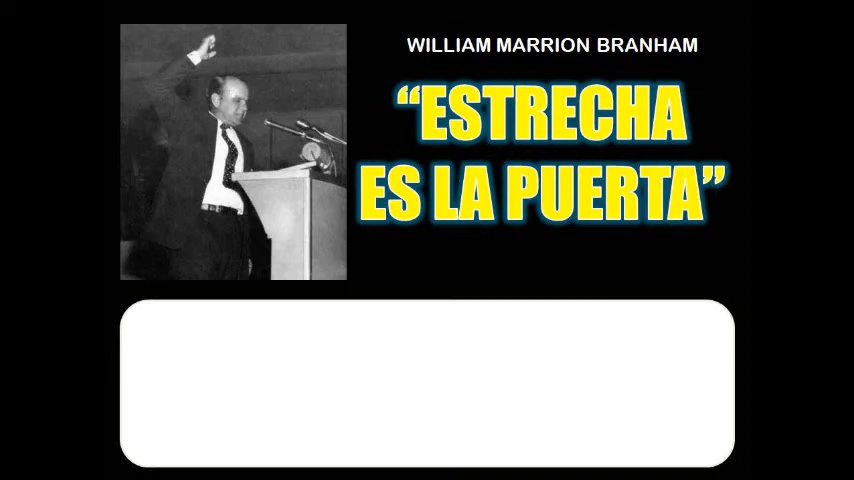 WILLIAM MARRION BRANHAM
“ESTRECHA
ES LA PUERTA”